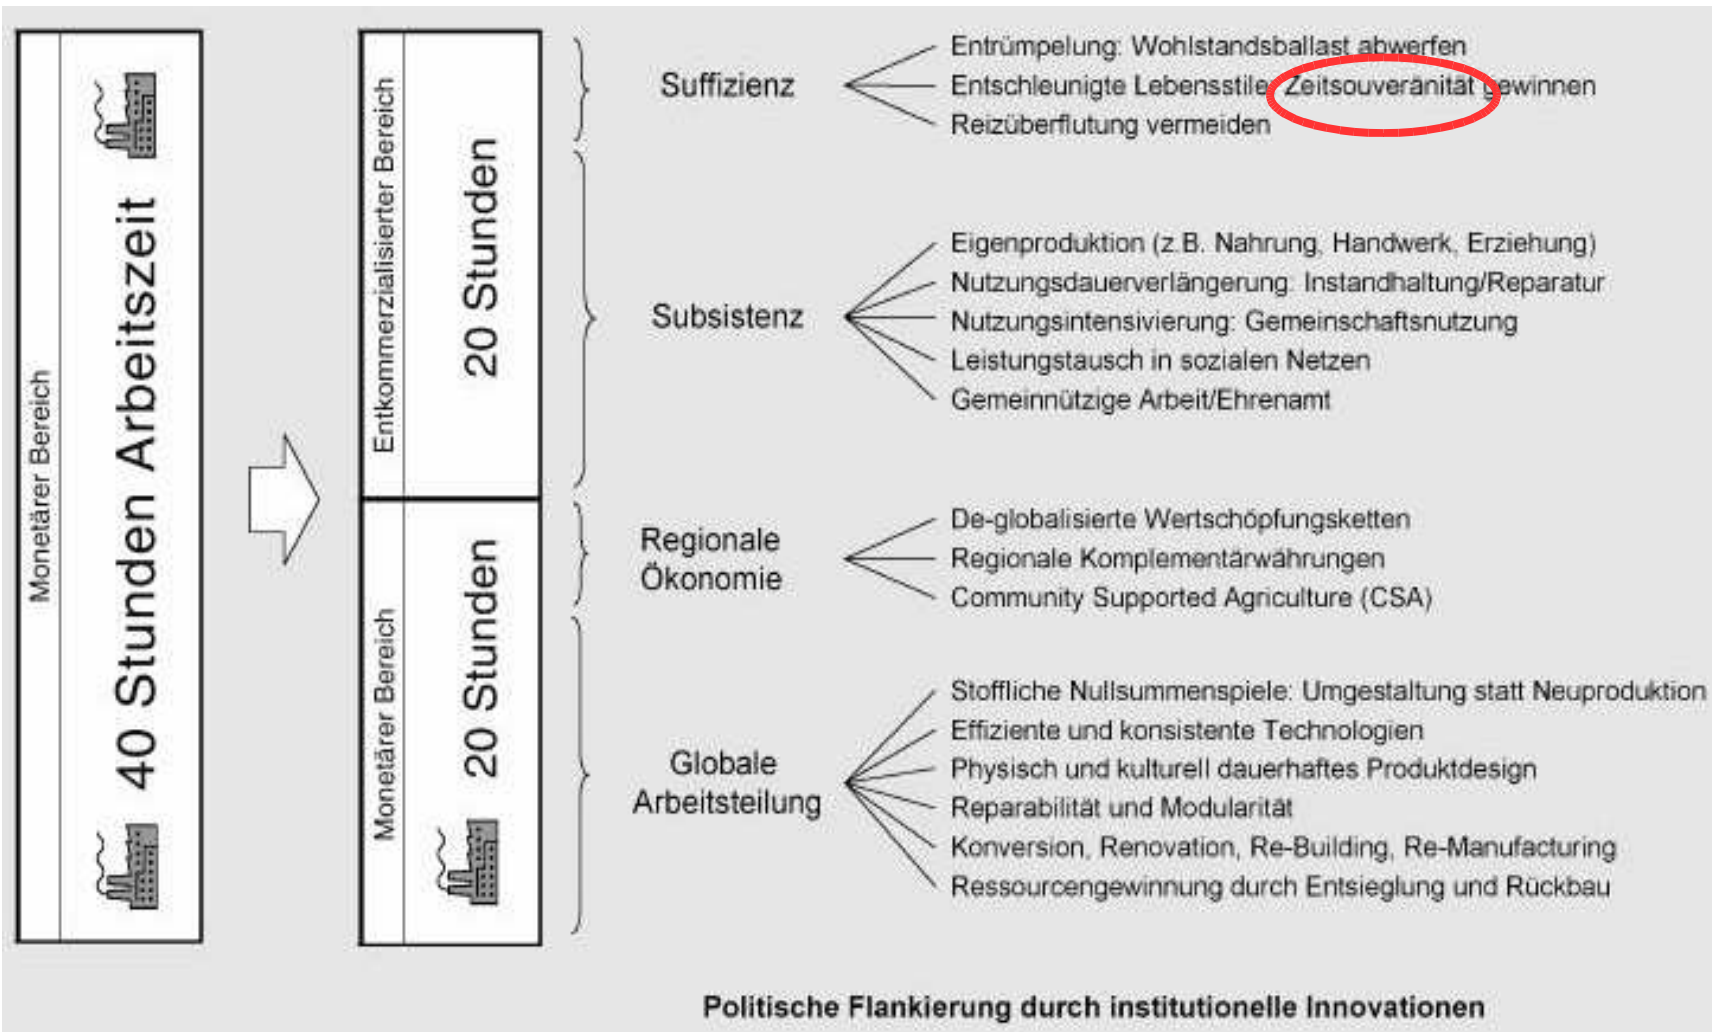 Monetärer Bereich
40 Stunden Arbeitszeit
Entkommerzialisierter Bereich
20 Stunden
Monetärer Bereich
20 Stunden
Suffizienz
Entrümpelung: Wohlstandsballast abwerfen
Entschleunigte Lebensstile: Zeitsouveränität gewinnen
Reizüberflutung vermeiden
Subsistenz
Eigenproduktion (z.B. Nahrung, Handwerk, Erziehung)
Nutzungsdauerverlängerung: Instandhaltung/Reparatur
Nutzungsintensivierung: Gemeinschaftsnutzung
Leistungstausch in sozialen Netzen
Gemeinnützige Arbeit/Ehrenamt
Regionale
Ökonomie
De-globalisierte Wertschöpfungsketten
Regionale Komplementärwährungen
Community Supported Agriculture (CSA)
Globale
Arbeitsteilung
Stoffliche Nullsummenspiele: Umgestaltung statt Neuproduktion
Effiziente und konsistente Technologien
Physisch und kulturell dauerhaftes Produktdesign
Reparabilität und Modularität
Konversion, Renovation, Re-Building, Re-Manufacturing
Ressourcengewinnung durch Entsieglung und Rückbau
Politische Flankierung durch institutionelle Innovationen